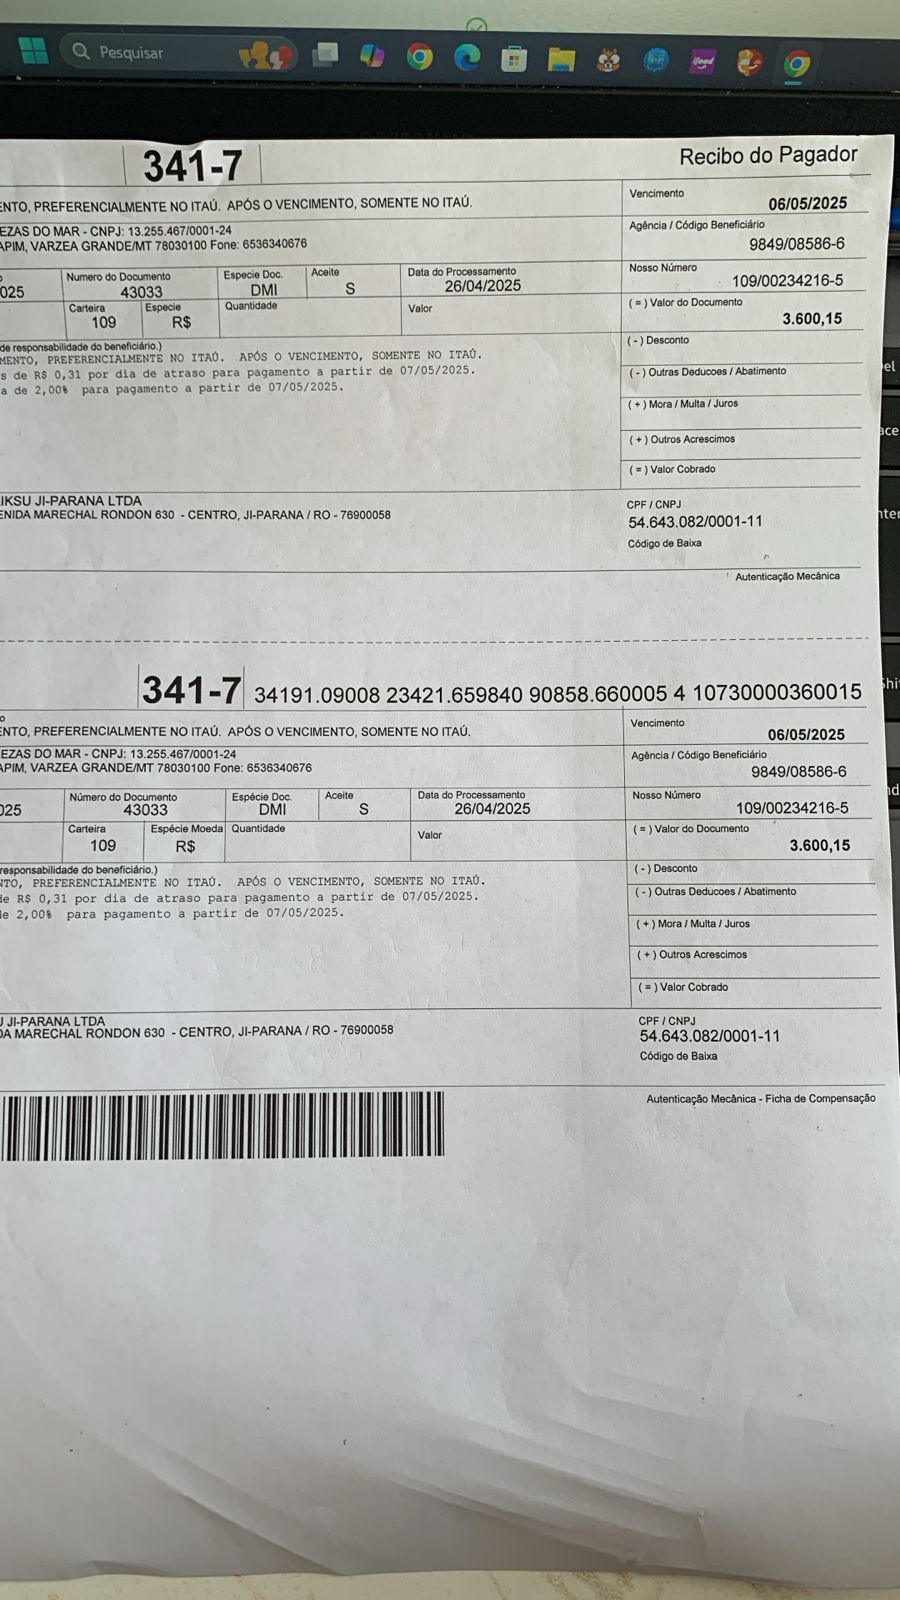 Pesquisar
ifood
341-7
Recibo do Pagador
ENTO, PREFERENCIALMENTE NO ITAÚ. APÓS O VENCIMENTO, SOMENTE NO ITAÚ.
Vencimento
06/05/2025
EZAS DO MAR - CNPJ: 13.255.467/0001-24
APIM, VARZEA GRANDE/MT 78030100 Fone: 6536340676
Agência / Código Beneficiário
9849/08586-6
025
Numero do Documento
43033
Especie Doc.
DMI
Aceite
S
Data do Processamento
26/04/2025
Nosso Número
109/00234216-5
Carteira
109
Especie
R$
Quantidade
Valor
( = ) Valor do Documento
3.600,15
de responsabilidade do beneficiário.)
MENTO, PREFERENCIALMENTE NO ITAÚ. APÓS O VENCIMENTO, SOMENTE NO ITAÚ.
s de R$ 0,31 por dia de atraso para pagamento a partir de 07/05/2025.
a de 2,00% para pagamento a partir de 07/05/2025.
( - ) Desconto
( - ) Outras Deducoes / Abatimento
( + ) Mora / Multa / Juros
( + ) Outros Acrescimos
( = ) Valor Cobrado
IKSU JI-PARANA LTDA
ENIDA MARECHAL RONDON 630 - CENTRO, JI-PARANA / RO - 76900058
CPF / CNPJ
54.643.082/0001-11
Código de Baixa
Autenticação Mecânica
341-7 34191.09008 23421.659840 90858.660005 4 10730000360015
o
ENTO, PREFERENCIALMENTE NO ITAÚ. APÓS O VENCIMENTO, SOMENTE NO ITAÚ.
Vencimento
06/05/2025
EZAS DO MAR - CNPJ: 13.255.467/0001-24
APIM, VARZEA GRANDE/MT 78030100 Fone: 6536340676
Agência / Código Beneficiário
9849/08586-6
025
Número do Documento
43033
Espécie Doc.
DMI
Aceite
S
Data do Processamento
26/04/2025
Nosso Número
109/00234216-5
Carteira
109
Espécie Moeda
R$
Quantidade
Valor
( = ) Valor do Documento
3.600,15
responsabilidade do beneficiário.)
NTO, PREFERENCIALMENTE NO ITAÚ. APÓS O VENCIMENTO, SOMENTE NO ITAÚ.
de R$ 0,31 por dia de atraso para pagamento a partir de 07/05/2025.
de 2,00% para pagamento a partir de 07/05/2025.
( - ) Desconto
( - ) Outras Deducoes / Abatimento
( + ) Mora / Multa / Juros
( + ) Outros Acrescimos
( = ) Valor Cobrado
U JI-PARANA LTDA
DA MARECHAL RONDON 630 - CENTRO, JI-PARANA / RO - 76900058
CPF / CNPJ
54.643.082/0001-11
Código de Baixa
Autenticação Mecânica - Ficha de Compensação